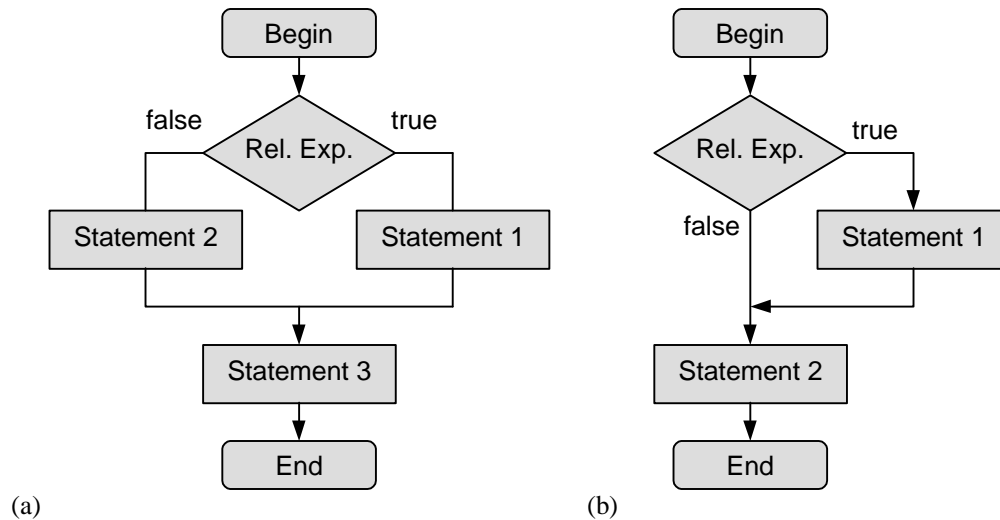 Begin
false
true
Rel. Exp.
Statement 2
Statement 1
Statement 3
End
(a)
Begin
Rel. Exp.
true
false
Statement 1
Statement 2
End
(b)